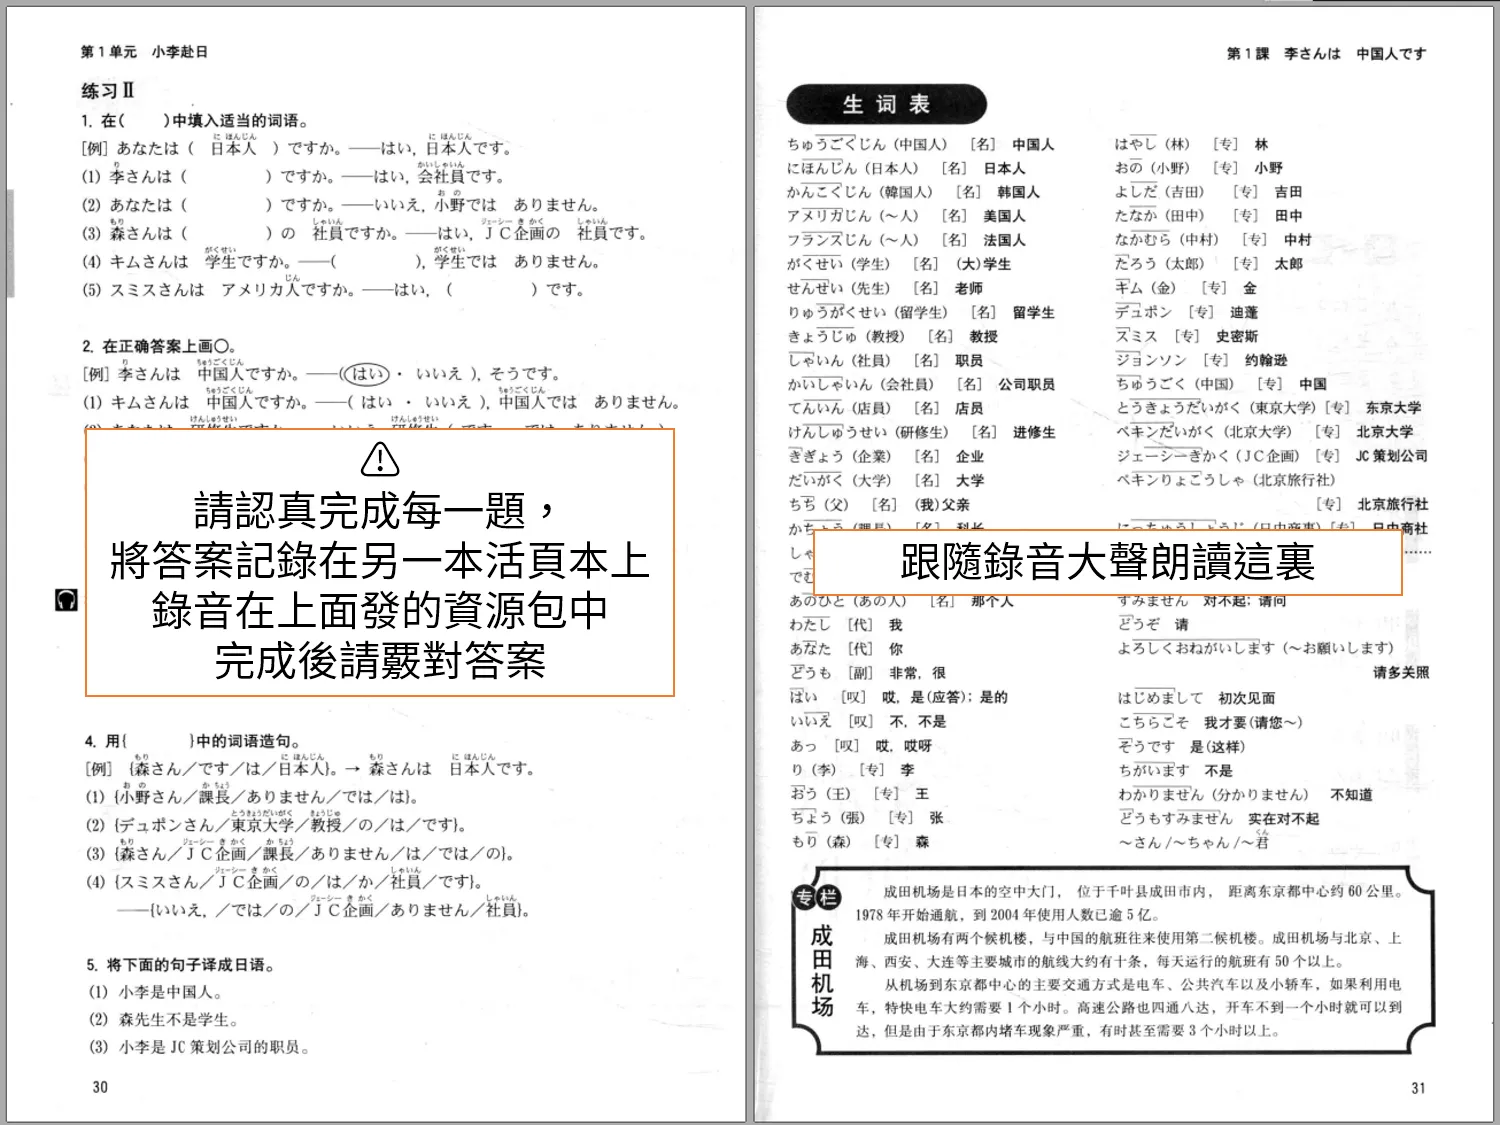 第1单元　小李赴日
练习Ⅱ
1. 在(　　)中填入适当的词语。
[例] あなたは（　日本人　）ですか。——はい, 日本人です。
(1) 李さんは（　　　　）ですか。——はい, 会社員です。
(2) あなたは（　　　　）ですか。——いいえ, 小野では　ありません。
(3) 森さんは（　　　　）の　社員ですか。——はい, ＪＣ企画の　社員です。
(4) キムさんは　学生ですか。——(　　　　), 学生では　ありません。
(5) スミスさんは　アメリカ人ですか。——はい,（　　　　）です。
2. 在正确答案上画○。
[例] 李さんは　中国人ですか。——(はい・　いいえ ), そうです。
(1) キムさんは　中国人ですか。——( はい　・　いいえ ), 中国人では　ありません。
⚠
請認真完成每一題，
將答案記錄在另一本活頁本上
錄音在上面發的資源包中
完成後請覈對答案
4. 用{　　　}中的词语造句。
[例] {森さん／です／は／日本人}。→ 森さんは　日本人です。
(1) {小野さん／課長／ありません／では／は}。
(2) {デュポンさん／東京大学／教授／の／は／です}。
(3) {森さん／ＪＣ企画／課長／ありません／は／では／の}。
(4) {スミスさん／ＪＣ企画／の／は／か／社員／です}。
——{いいえ, ／では／の／ＪＣ企画／ありません／社員}。
5. 将下面的句子译成日语。
(1) 小李是中国人。
(2) 森先生不是学生。
(3) 小李是 JC 策划公司的职员。
30
第1課　李さんは　中国人です
生 词 表
ちゅうごくじん（中国人）［名］ 中国人
にほんじん（日本人）［名］ 日本人
かんこくじん（韓国人）［名］ 韩国人
アメリカじん（～人）［名］ 美国人
フランスじん（～人）［名］ 法国人
がくせい（学生）［名］ (大)学生
せんせい（先生）［名］ 老师
りゅうがくせい（留学生）［名］ 留学生
きょうじゅ（教授）［名］ 教授
しゃいん（社員）［名］ 职员
かいしゃいん（会社員）［名］ 公司职员
てんいん（店員）［名］ 店员
けんしゅうせい（研修生）［名］ 进修生
きぎょう（企業）［名］ 企业
だいがく（大学）［名］ 大学
ちち（父）［名］ (我)父亲
かちょう（課長）［名］ 科长
あのひと（あの人）［名］ 那个人
わたし ［代］ 我
あなた ［代］ 你
どうも ［副］ 非常，很
はい ［叹］ 哎，是(应答)；是的
いいえ ［叹］ 不，不是
あっ ［叹］ 哎，哎呀
り（李）［专］ 李
おう（王）［专］ 王
ちょう（張）［专］ 张
もり（森）［专］ 森
はやし（林）［专］ 林
おの（小野）［专］ 小野
よしだ（吉田）［专］ 吉田
たなか（田中）［专］ 田中
なかむら（中村）［专］ 中村
たろう（太郎）［专］ 太郎
キム（金）［专］ 金
デュポン ［专］ 迪蓬
スミス ［专］ 史密斯
ジョンソン ［专］ 约翰逊
ちゅうごく（中国）［专］ 中国
とうきょうだいがく（東京大学）［专］ 东京大学
ペキンだいがく（北京大学）［专］ 北京大学
ジェーシーきかく（ＪＣ企画）［专］ JC 策划公司
ペキンりょこうしゃ（北京旅行社）
［专］ 北京旅行社
にっちゅうしょうじ（日中商事）［专］ 日中商社
跟隨錄音大聲朗讀這裏
すみません　对不起；请问
どうぞ　请
よろしくおねがいします（～お願いします）
请多关照
はじめまして　初次见面
こちらこそ　我才要(请您～)
そうです　是(这样)
ちがいます　不是
わかりません（分かりません）　不知道
どうもすみません　实在对不起
～さん /～ちゃん /～君
专栏
成田机场
成田机场是日本的空中大门， 位于千叶县成田市内， 距离东京都中心约 60 公里。
1978 年开始通航，到 2004 年使用人数已逾 5 亿。
成田机场有两个候机楼，与中国的航班往来使用第二候机楼。成田机场与北京、上
海、西安、大连等主要城市的航线大约有十条，每天运行的航班有 50 个以上。
从机场到东京都中心的主要交通方式是电车、公共汽车以及小轿车，如果利用电
车，特快电车大约需要 1 个小时。高速公路也四通八达，开车不到一个小时就可以到
达，但是由于东京都内堵车现象严重，有时甚至需要 3 个小时以上。
31